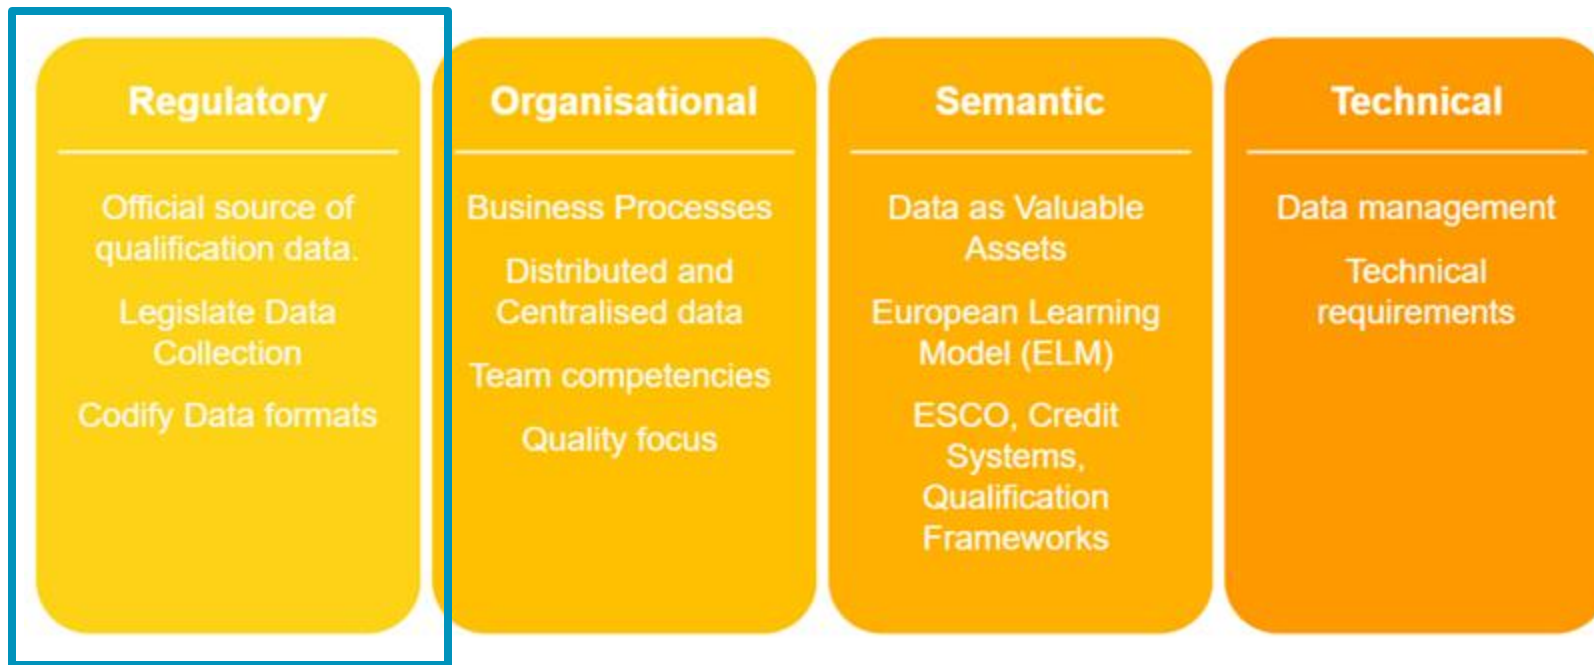 Regulatory
Official source of
qualification data.
Legislate Data
Collection
Codify Data formats
Organisational
Business Processes
Distributed and
Centralised data
Team competencies
Quality focus
Semantic
Data as Valuable
Assets
European Learning
Model (ELM)
ESCO, Credit
Systems,
Qualification
Frameworks
Technical
Data management
Technical
requirements